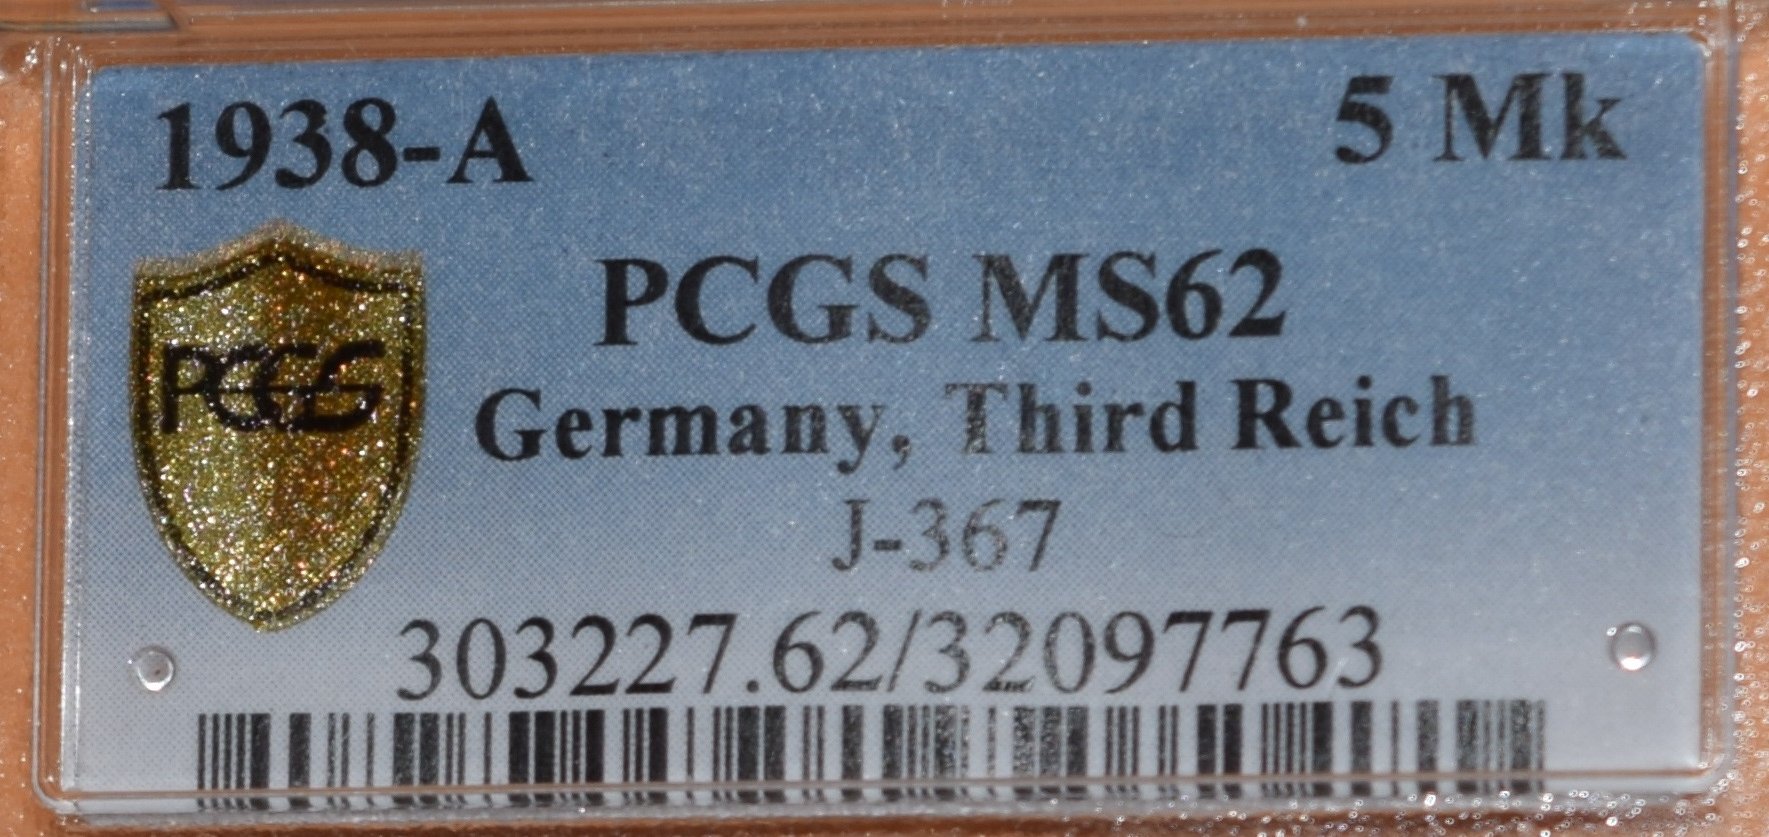 1938-A 5 Mk
PCGS MS62
PCGS
Germany, Third Reich
J-367
303227.62/32097763